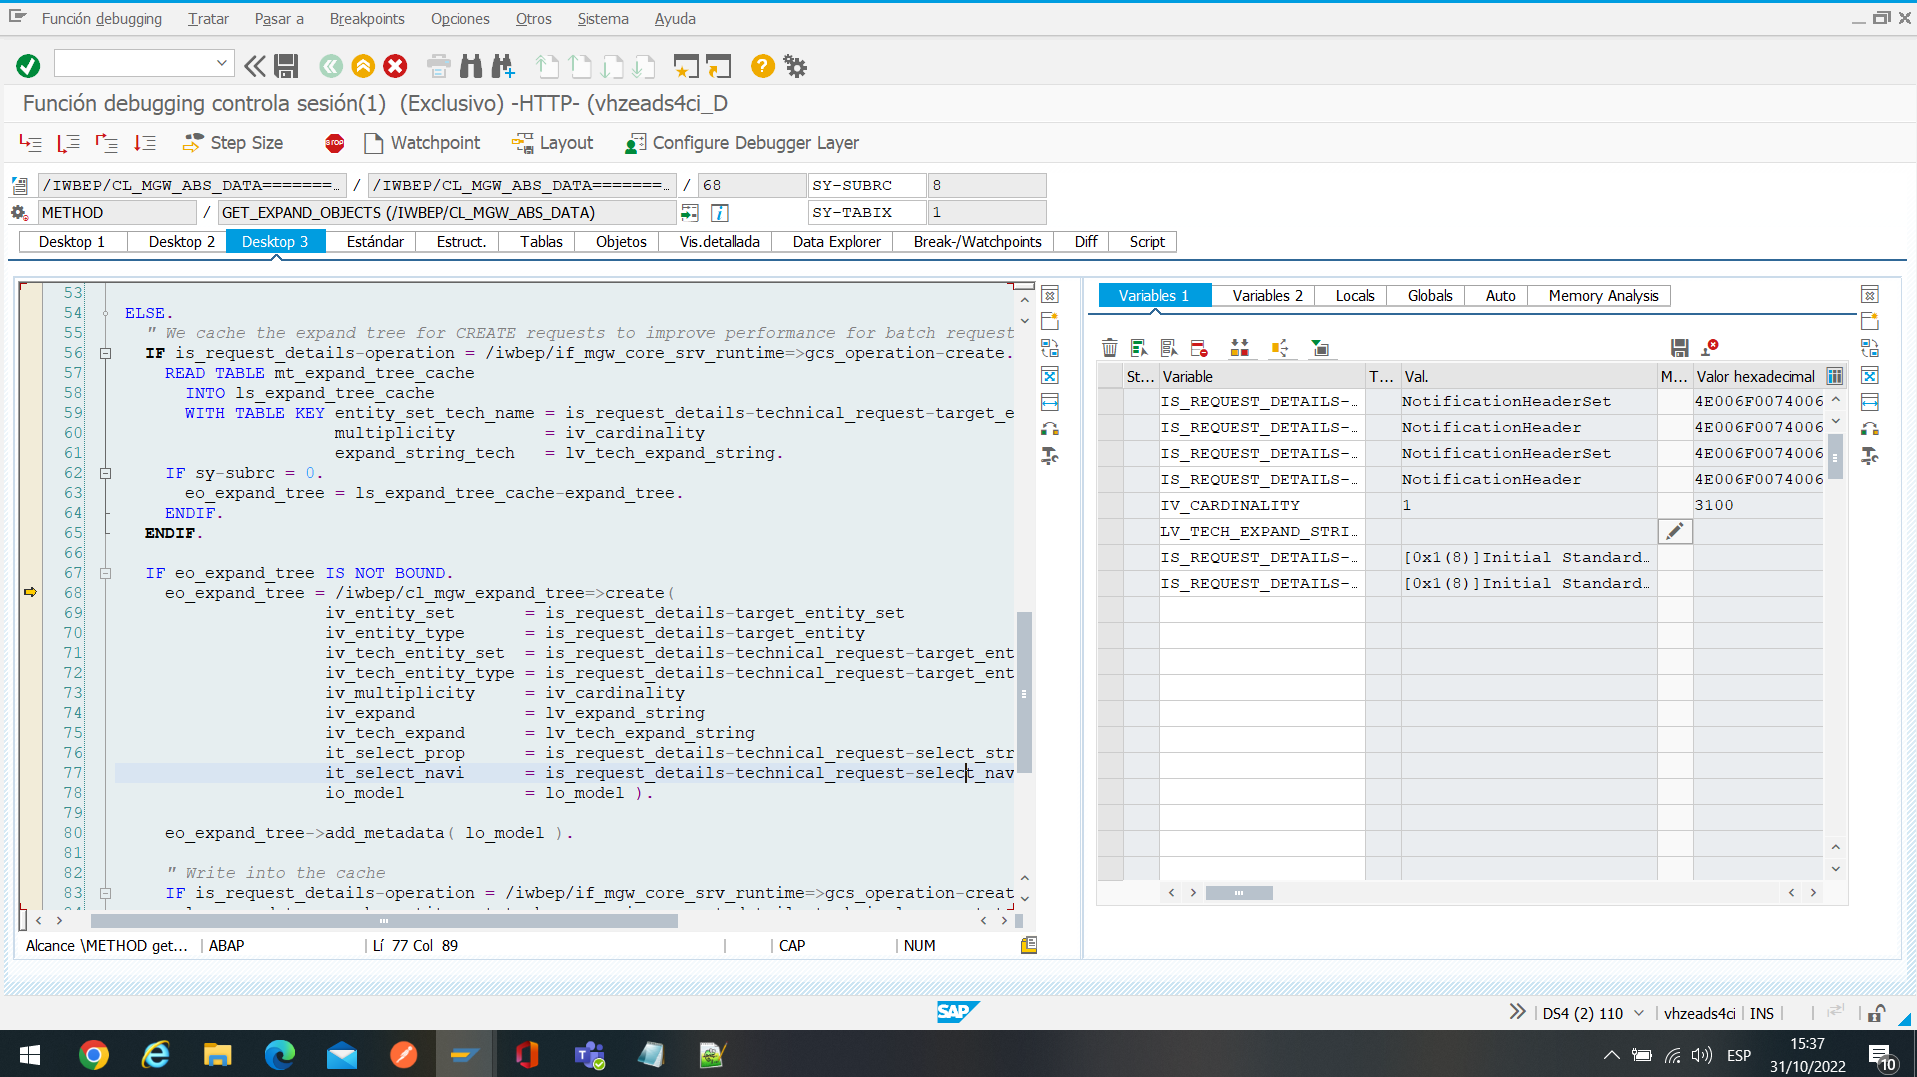 Función debugging Tratar Pasar a Breakpoints Opciones Otros Sistema Ayuda
Función debugging controla sesión(1) (Exclusivo) -HTTP- (vhzeads4ci_D
Step Size STOP Watchpoint Layout Configure Debugger Layer
/IWBEP/CL_MGW_ABS_DATA=======… / /IWBEP/CL_MGW_ABS_DATA=======… / 68 SY-SUBRC 8
METHOD / GET_EXPAND_OBJECTS (/IWBEP/CL_MGW_ABS_DATA) SY-TABIX 1
Desktop 1 Desktop 2 Desktop 3 Estándar Estruct. Tablas Objetos Vis.detallada Data Explorer Break-/Watchpoints Diff Script
53
54 ELSE.
55 " We cache the expand tree for CREATE requests to improve performance for batch request
56 IF is_request_details-operation = /iwbep/if_mgw_core_srv_runtime=>gcs_operation-create.
57 READ TABLE mt_expand_tree_cache
58 INTO ls_expand_tree_cache
59 WITH TABLE KEY entity_set_tech_name = is_request_details-technical_request-target_e
60 multiplicity = iv_cardinality
61 expand_string_tech = lv_tech_expand_string.
62 IF sy-subrc = 0.
63 eo_expand_tree = ls_expand_tree_cache-expand_tree.
64 ENDIF.
65 ENDIF.
66
67 IF eo_expand_tree IS NOT BOUND.
68 eo_expand_tree = /iwbep/cl_mgw_expand_tree=>create(
69 iv_entity_set = is_request_details-target_entity_set
70 iv_entity_type = is_request_details-target_entity
71 iv_tech_entity_set = is_request_details-technical_request-target_ent
72 iv_tech_entity_type = is_request_details-technical_request-target_ent
73 iv_multiplicity = iv_cardinality
74 iv_expand = lv_expand_string
75 iv_tech_expand = lv_tech_expand_string
76 it_select_prop = is_request_details-technical_request-select_str
77 it_select_navi = is_request_details-technical_request-select_nav
78 io_model = lo_model ).
79
80 eo_expand_tree->add_metadata( lo_model ).
81
82 " Write into the cache
83 IF is_request_details-operation = /iwbep/if_mgw_core_srv_runtime=>gcs_operation-creat
Alcance \METHOD get... ABAP Lí 77 Col 89 CAP NUM
Variables 1 Variables 2 Locals Globals Auto Memory Analysis
St... Variable T... Val. M... Valor hexadecimal
IS_REQUEST_DETAILS-… NotificationHeaderSet 4E006F0074006
IS_REQUEST_DETAILS-… NotificationHeader 4E006F0074006
IS_REQUEST_DETAILS-… NotificationHeaderSet 4E006F0074006
IS_REQUEST_DETAILS-… NotificationHeader 4E006F0074006
IV_CARDINALITY 1 3100
LV_TECH_EXPAND_STRI…
IS_REQUEST_DETAILS-… [0x1(8)]Initial Standard…
IS_REQUEST_DETAILS-… [0x1(8)]Initial Standard…
SAP DS4 (2) 110 vhzeads4ci INS
ESP 15:37
31/10/2022 10